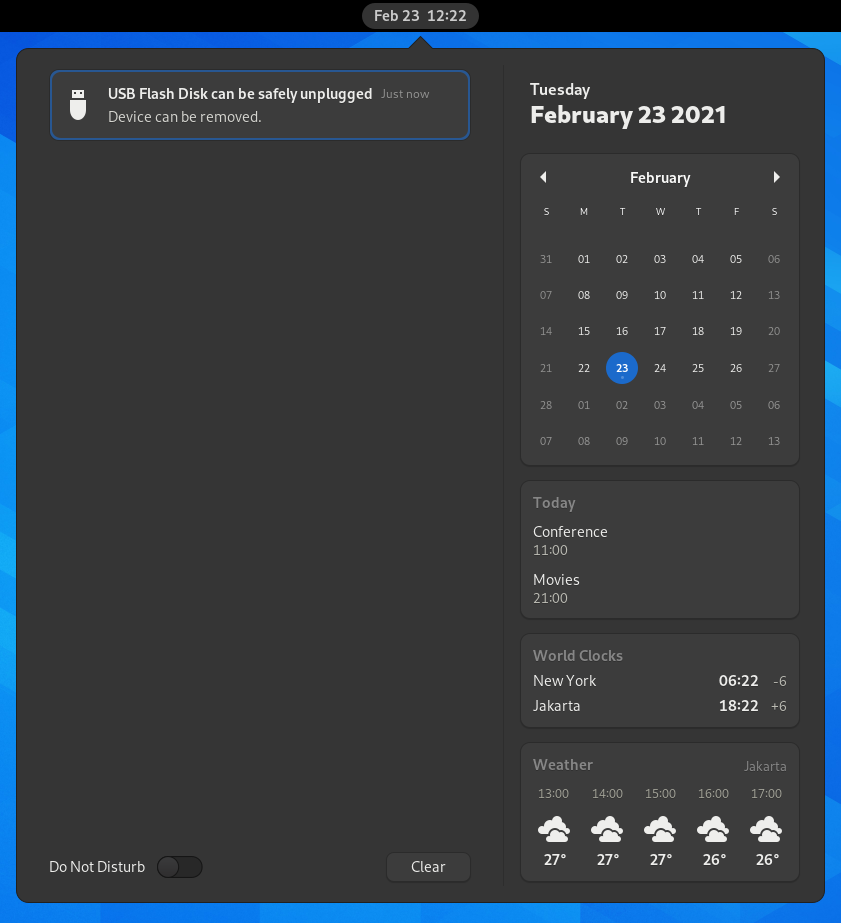 Feb 23 12:22
USB Flash Disk can be safely unplugged Just now
Device can be removed.
Do Not Disturb
Clear
Tuesday
February 23 2021
February
S M T W T F S
31 01 02 03 04 05 06
07 08 09 10 11 12 13
14 15 16 17 18 19 20
21 22 23 24 25 26 27
28 01 02 03 04 05 06
07 08 09 10 11 12 13
Today
Conference
11:00
Movies
21:00
World Clocks
New York 06:22 -6
Jakarta 18:22 +6
Weather Jakarta
13:00 14:00 15:00 16:00 17:00
27° 27° 27° 26° 26°